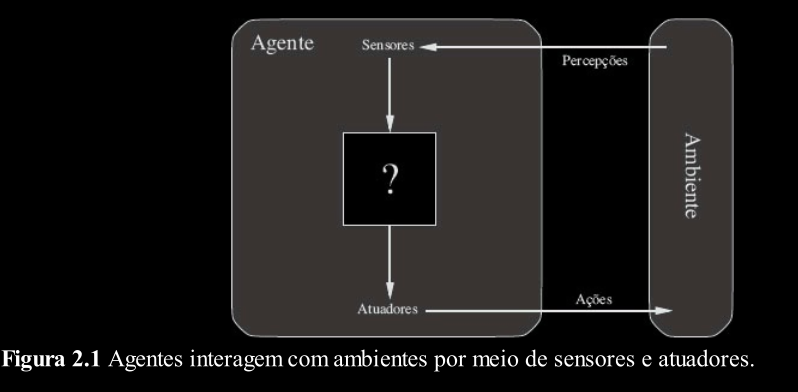 Agente
Sensores
Percepções
?
Ambiente
Atuadores
Ações
Figura 2.1 Agentes interagem com ambientes por meio de sensores e atuadores.